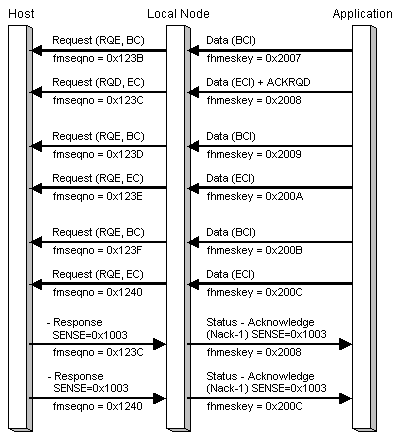 Host Local Node Application
Request (RQE, BC) Data (BCI)
fmseqno = 0x123B fhmeskey = 0x2007
Request (RQD, EC) Data (ECI) + ACKRQD
fmseqno = 0x123C fhmeskey = 0x2008
Request (RQE, BC) Data (BCI)
fmseqno = 0x123D fhmeskey = 0x2009
Request (RQE, EC) Data (ECI)
fmseqno = 0x123E fhmeskey = 0x200A
Request (RQE, BC) Data (BCI)
fmseqno = 0x123F fhmeskey = 0x200B
Request (RQE, EC) Data (ECI)
fmseqno = 0x1240 fhmeskey = 0x200C
- Response Status - Acknowledge
SENSE=0x1003 (Nack-1) SENSE=0x1003
fmseqno = 0x123C fhmeskey = 0x2008
- Response Status - Acknowledge
SENSE=0x1003 (Nack-1) SENSE=0x1003
fmseqno = 0x1240 fhmeskey = 0x200C